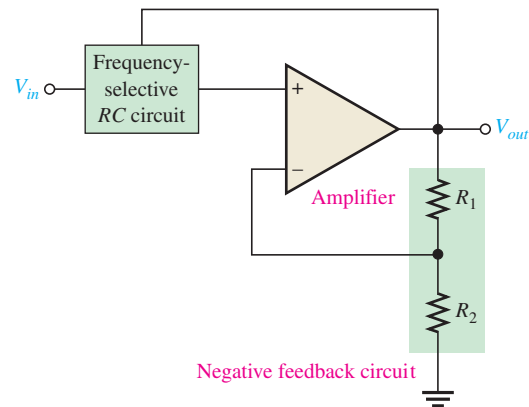 Frequency-
selective
RC circuit
V_in
+
V_out
−
Amplifier
R_1
R_2
Negative feedback circuit